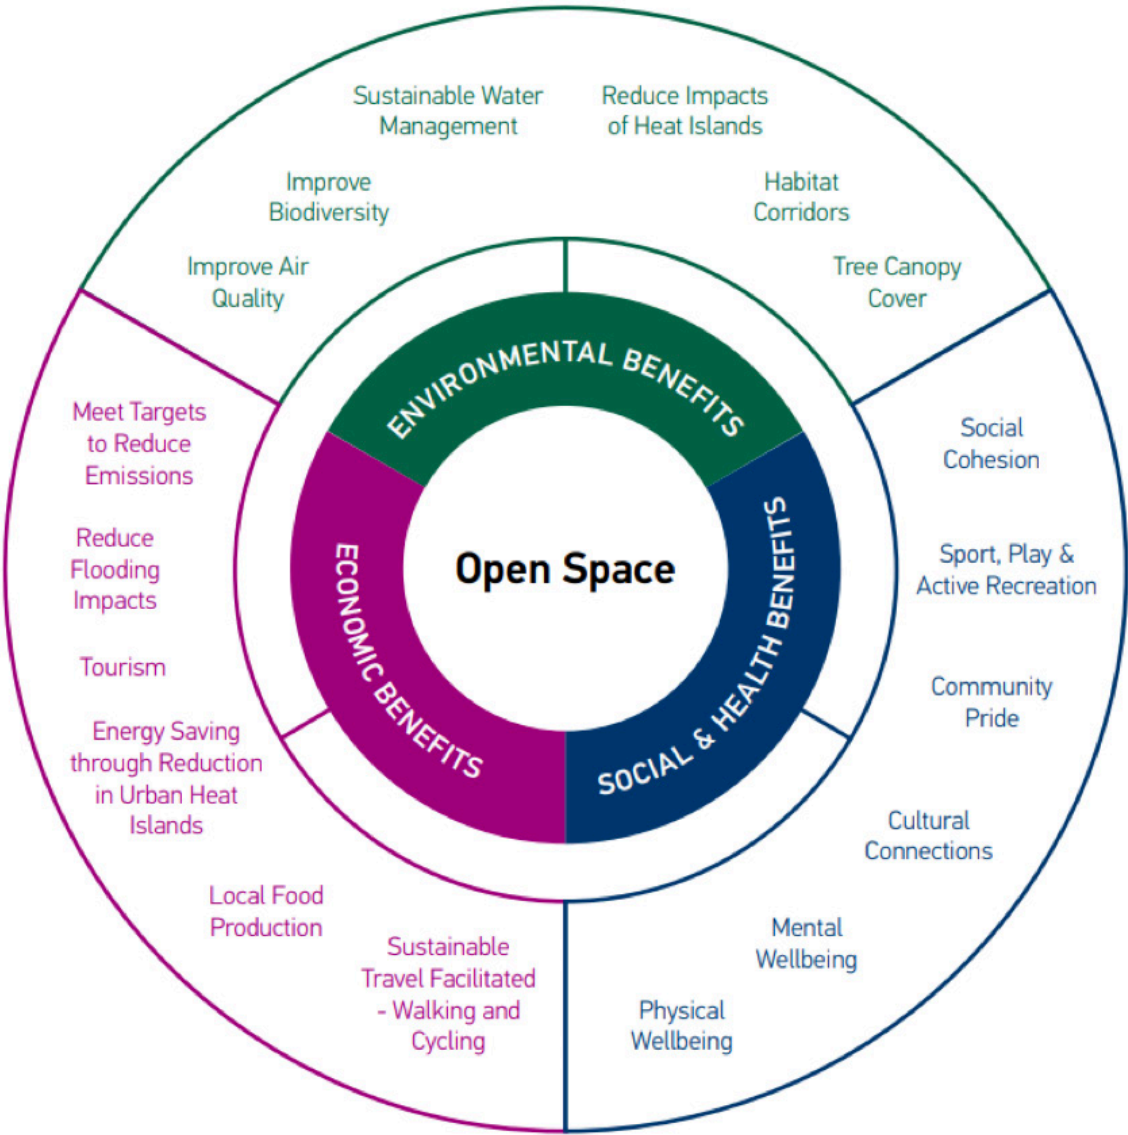 Sustainable Water
Management
Reduce Impacts
of Heat Islands
Improve
Biodiversity
Habitat
Corridors
Improve Air
Quality
Tree Canopy
Cover
ENVIRONMENTAL BENEFITS
Meet Targets
to Reduce
Emissions
Reduce
Flooding
Impacts
Tourism
Energy Saving
through Reduction
in Urban Heat
Islands
Local Food
Production
Sustainable
Travel Facilitated
- Walking and
Cycling
ECONOMIC BENEFITS
Open Space
SOCIAL & HEALTH BENEFITS
Social
Cohesion
Sport, Play &
Active Recreation
Community
Pride
Cultural
Connections
Mental
Wellbeing
Physical
Wellbeing